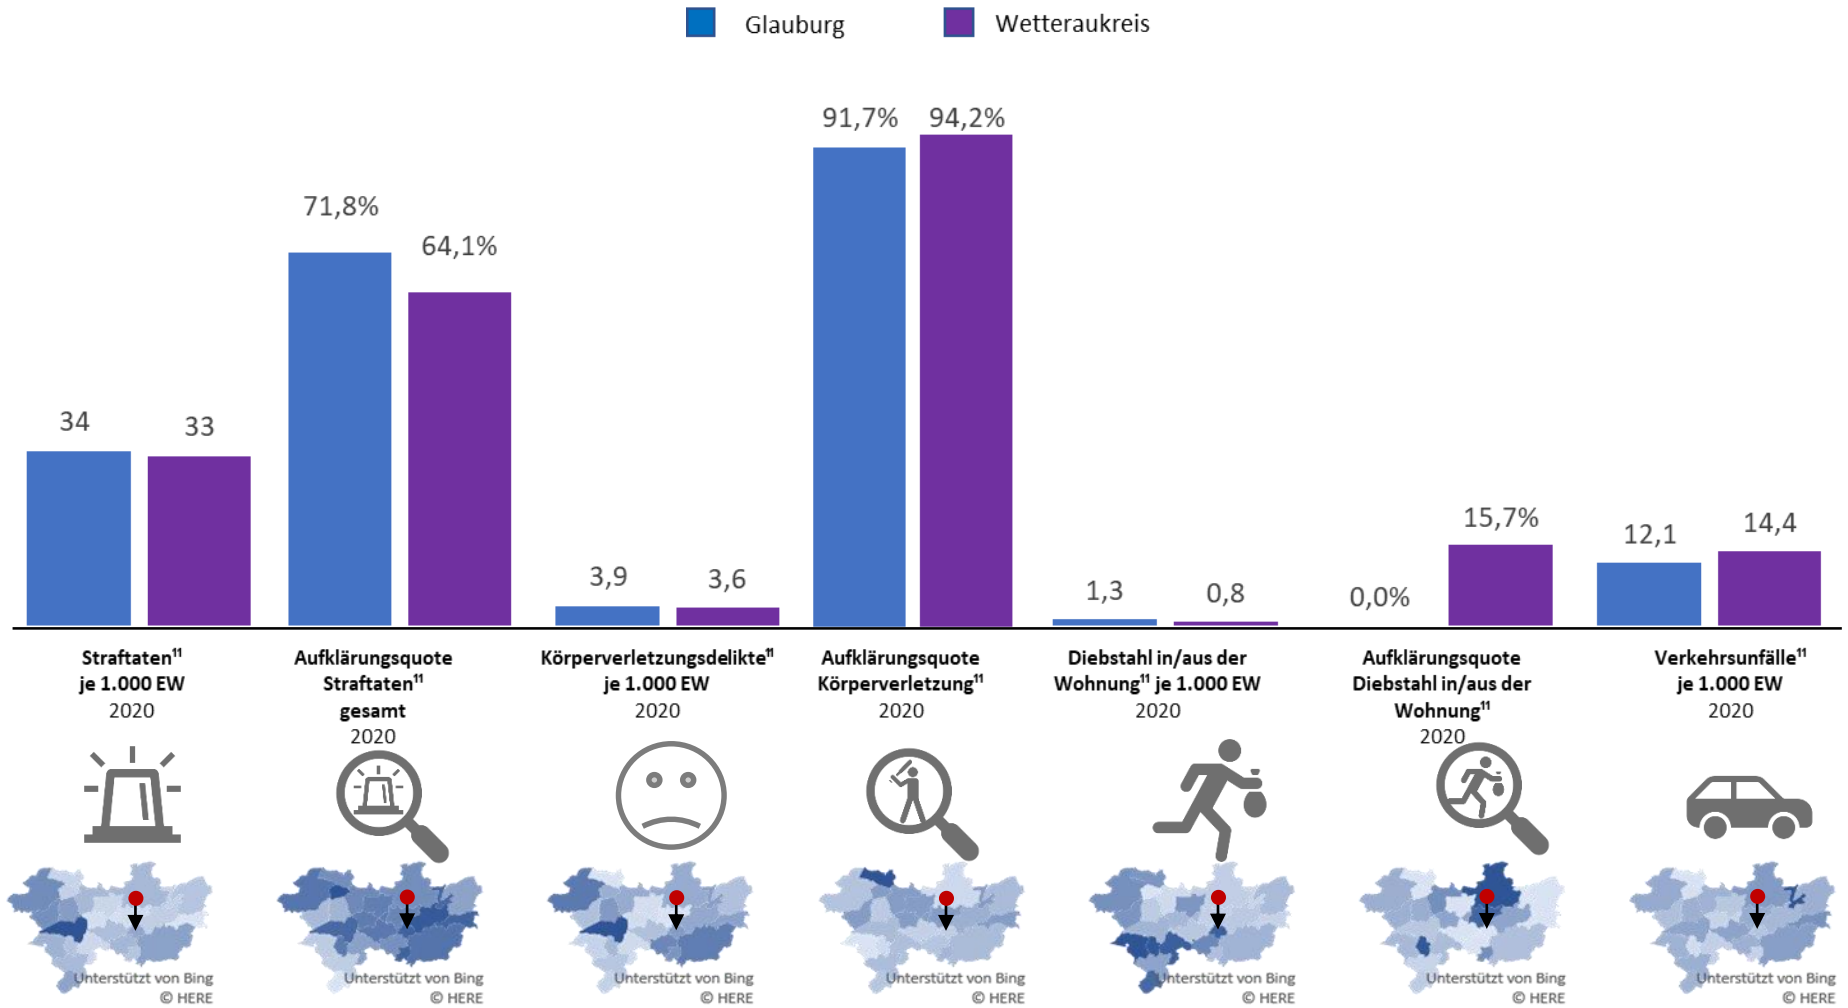 Glauburg
Wetteraukreis
91,7%
94,2%
71,8%
64,1%
34
33
3,9
3,6
1,3
0,8
0,0%
15,7%
12,1
14,4
Straftaten¹¹
je 1.000 EW
2020
Aufklärungsquote
Straftaten¹¹
gesamt
2020
Körperverletzungsdelikte¹¹
je 1.000 EW
2020
Aufklärungsquote
Körperverletzung¹¹
2020
Diebstahl in/aus der
Wohnung¹¹ je 1.000 EW
2020
Aufklärungsquote
Diebstahl in/aus der
Wohnung¹¹
2020
Verkehrsunfälle¹¹
je 1.000 EW
2020
Unterstützt von Bing
© HERE
Unterstützt von Bing
© HERE
Unterstützt von Bing
© HERE
Unterstützt von Bing
© HERE
Unterstützt von Bing
© HERE
Unterstützt von Bing
© HERE
Unterstützt von Bing
© HERE